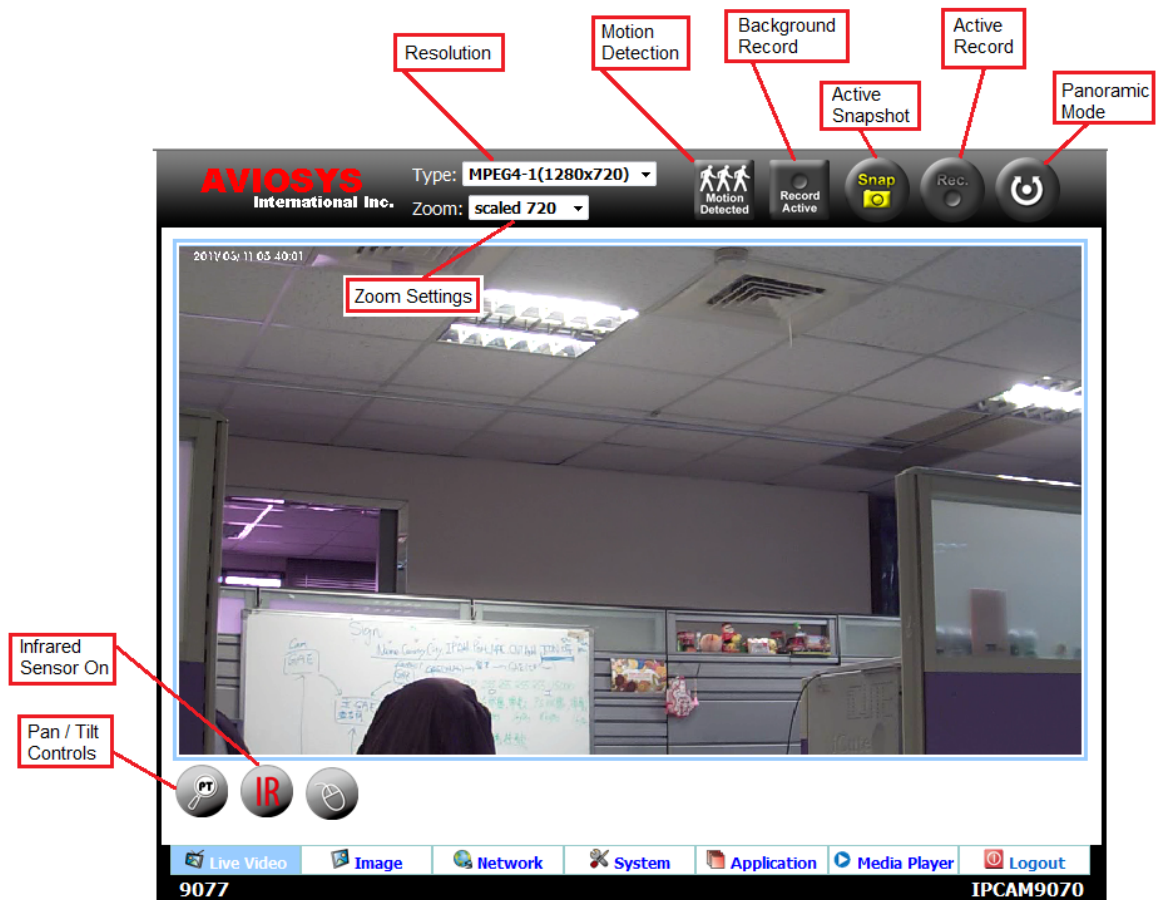 Resolution
Motion
Detection
Background
Record
Active
Record
Active
Snapshot
Panoramic
Mode
AVIOSYS
International Inc.
Type: MPEG4-1(1280x720)
Zoom: scaled 720
Motion
Detected
Record
Active
Snap
Rec.
Zoom Settings
Sign
Cam
Infrared
Sensor On
Pan / Tilt
Controls
PT
IR
Live Video
Image
Network
System
Application
Media Player
Logout
9077
IPCAM9070